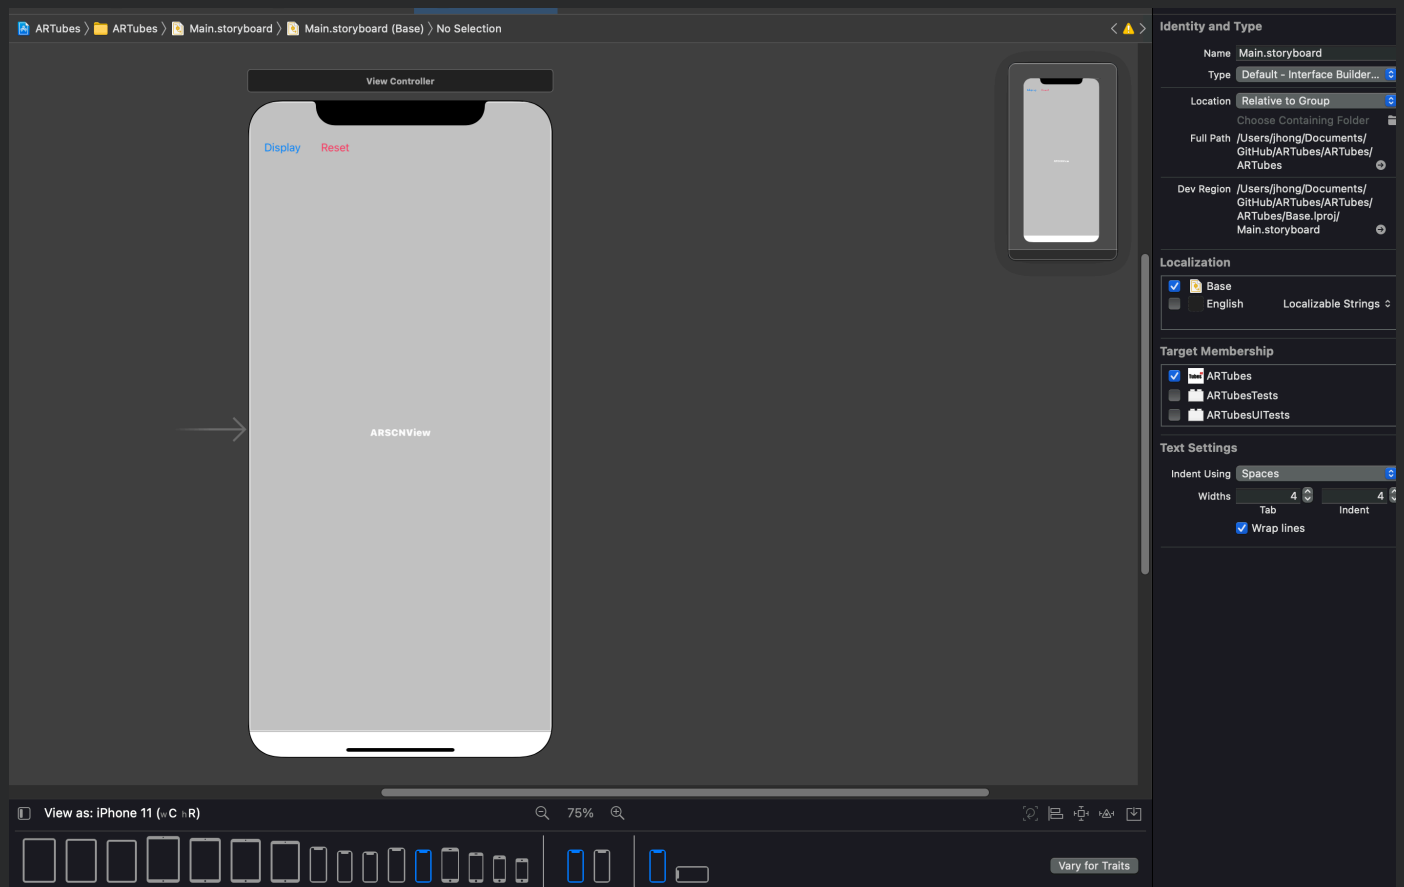 ARTubes ARTubes Main.storyboard Main.storyboard (Base) No Selection
View Controller
Display Reset
ARSCNView
View as: iPhone 11 (wC hR)
75%
Vary for Traits
Identity and Type
Name Main.storyboard
Type Default - Interface Builder...
Location Relative to Group
Choose Containing Folder
Full Path /Users/jhong/Documents/
GitHub/ARTubes/ARTubes/
ARTubes
Dev Region /Users/jhong/Documents/
GitHub/ARTubes/ARTubes/
ARTubes/Base.lproj/
Main.storyboard
Localization
Base
English Localizable Strings
Target Membership
ARTubes
ARTubesTests
ARTubesUITests
Text Settings
Indent Using Spaces
Widths 4 4
Tab Indent
Wrap lines